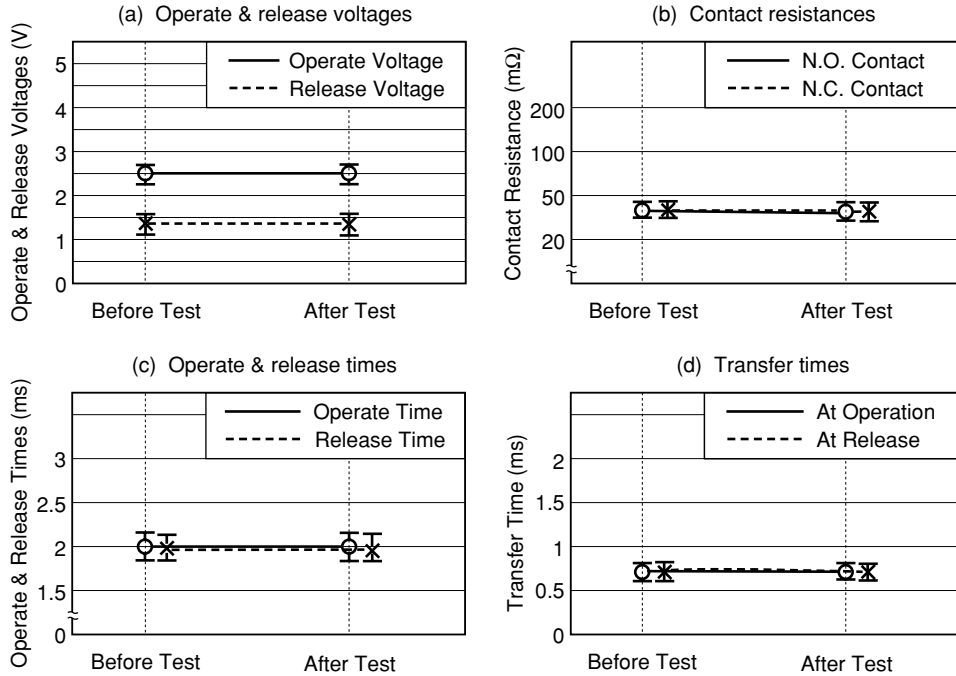 (a) Operate & release voltages
Operate & Release Voltages (V)
5
4
3
2
1
0
Operate Voltage
Release Voltage
Before Test
After Test
(b) Contact resistances
Contact Resistance (mΩ)
200
100
50
20
N.O. Contact
N.C. Contact
Before Test
After Test
(c) Operate & release times
Operate & Release Times (ms)
3
2.5
2
1.5
0
Operate Time
Release Time
Before Test
After Test
(d) Transfer times
Transfer Time (ms)
2
1.5
1
0.5
0
At Operation
At Release
Before Test
After Test